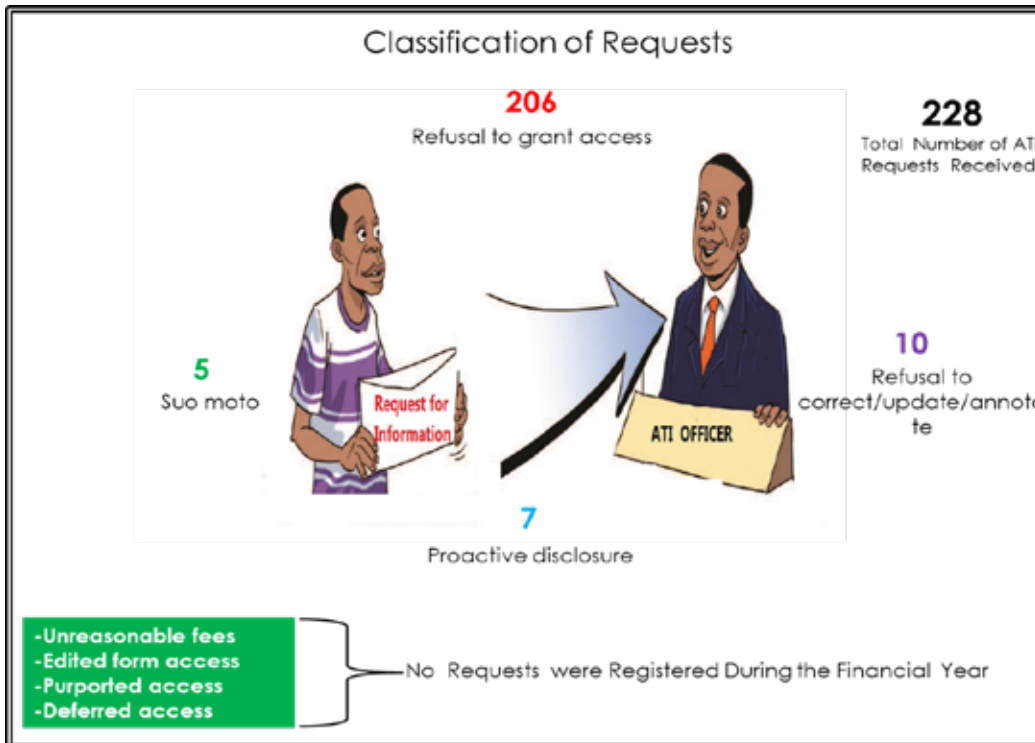 Classification of Requests
206
Refusal to grant access
228
Total Number of ATI
Requests Received
5
Suo moto
Request for
Information
ATI OFFICER
10
Refusal to
correct/update/annota
te
7
Proactive disclosure
-Unreasonable fees
-Edited form access
-Purported access
-Deferred access
No Requests were Registered During the Financial Year